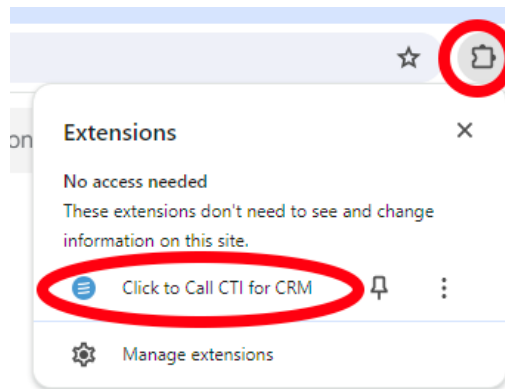 on
Extensions
No access needed
These extensions don't need to see and change
information on this site.
Click to Call CTI for CRM
Manage extensions